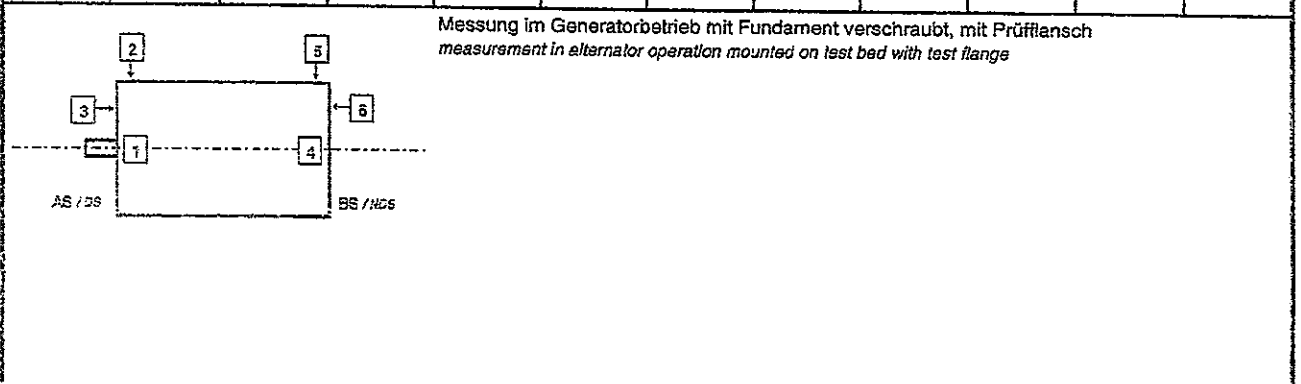 Messung im Generatorbetrieb mit Fundament verschraubt, mit Prüfflansch
measurement in alternator operation mounted on test bed with test flange
2
5
3
6
1
4
AS / DS
BS / NDS